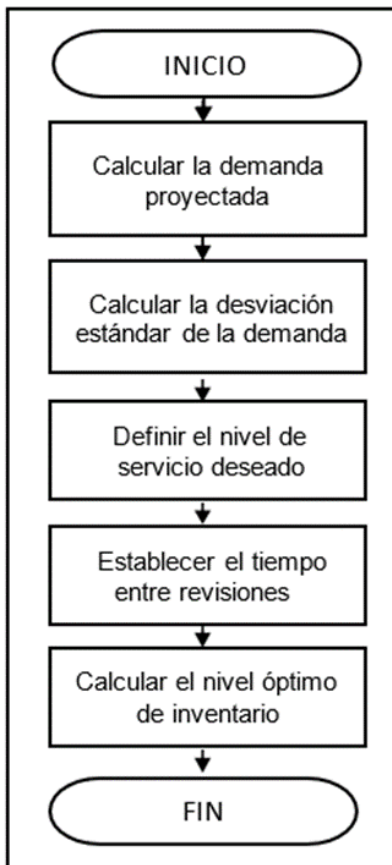 INICIO
Calcular la demanda
proyectada
Calcular la desviación
estándar de la demanda
Definir el nivel de
servicio deseado
Establecer el tiempo
entre revisiones
Calcular el nivel óptimo
de inventario
FIN